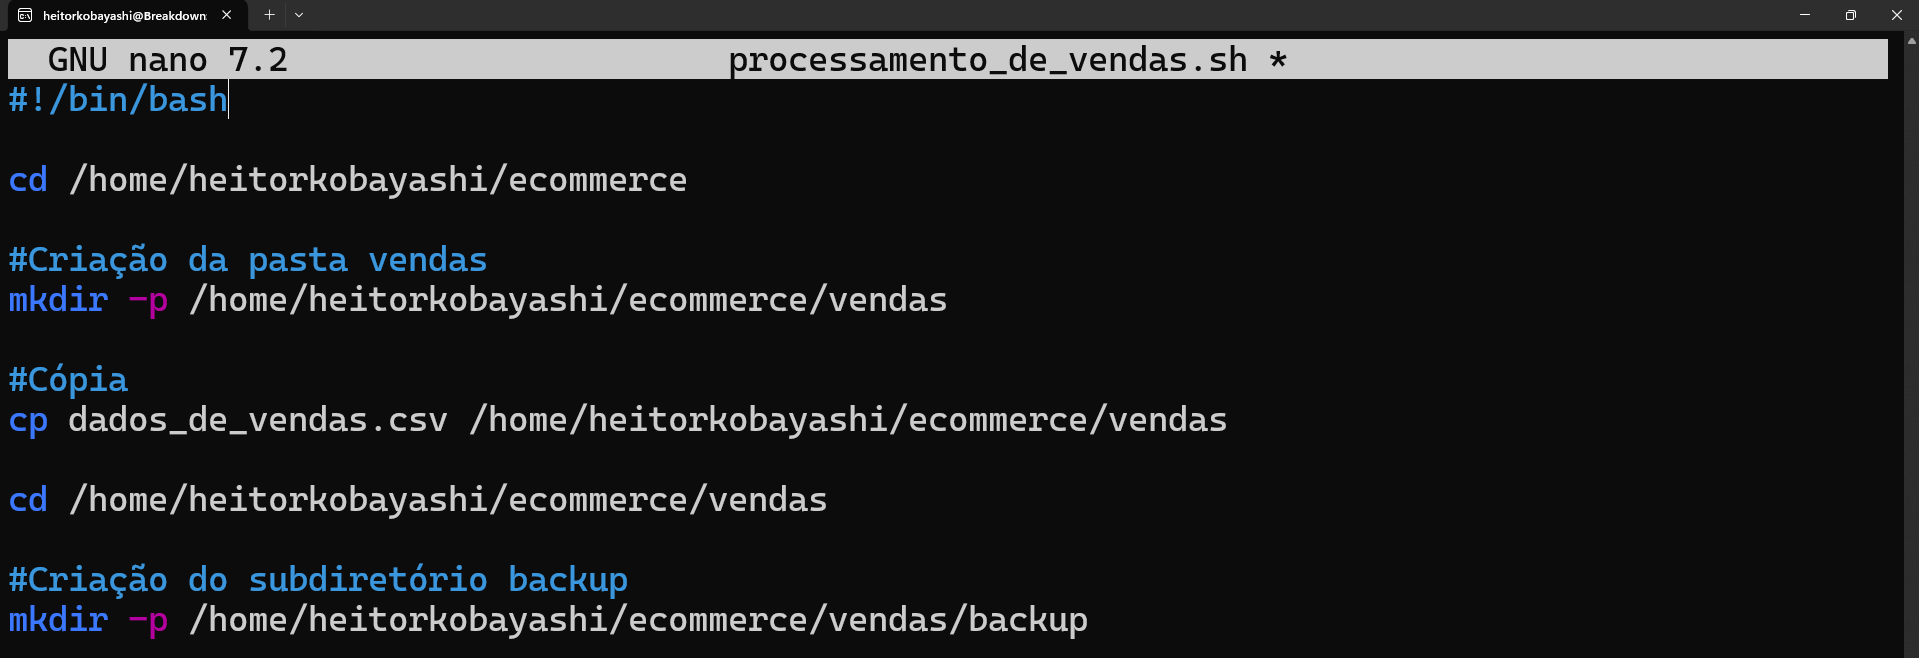 heitorkobayashi@Breakdown:
GNU nano 7.2 processamento_de_vendas.sh *
#!/bin/bash
cd /home/heitorkobayashi/ecommerce
#Criação da pasta vendas
mkdir -p /home/heitorkobayashi/ecommerce/vendas
#Cópia
cp dados_de_vendas.csv /home/heitorkobayashi/ecommerce/vendas
cd /home/heitorkobayashi/ecommerce/vendas
#Criação do subdiretório backup
mkdir -p /home/heitorkobayashi/ecommerce/vendas/backup